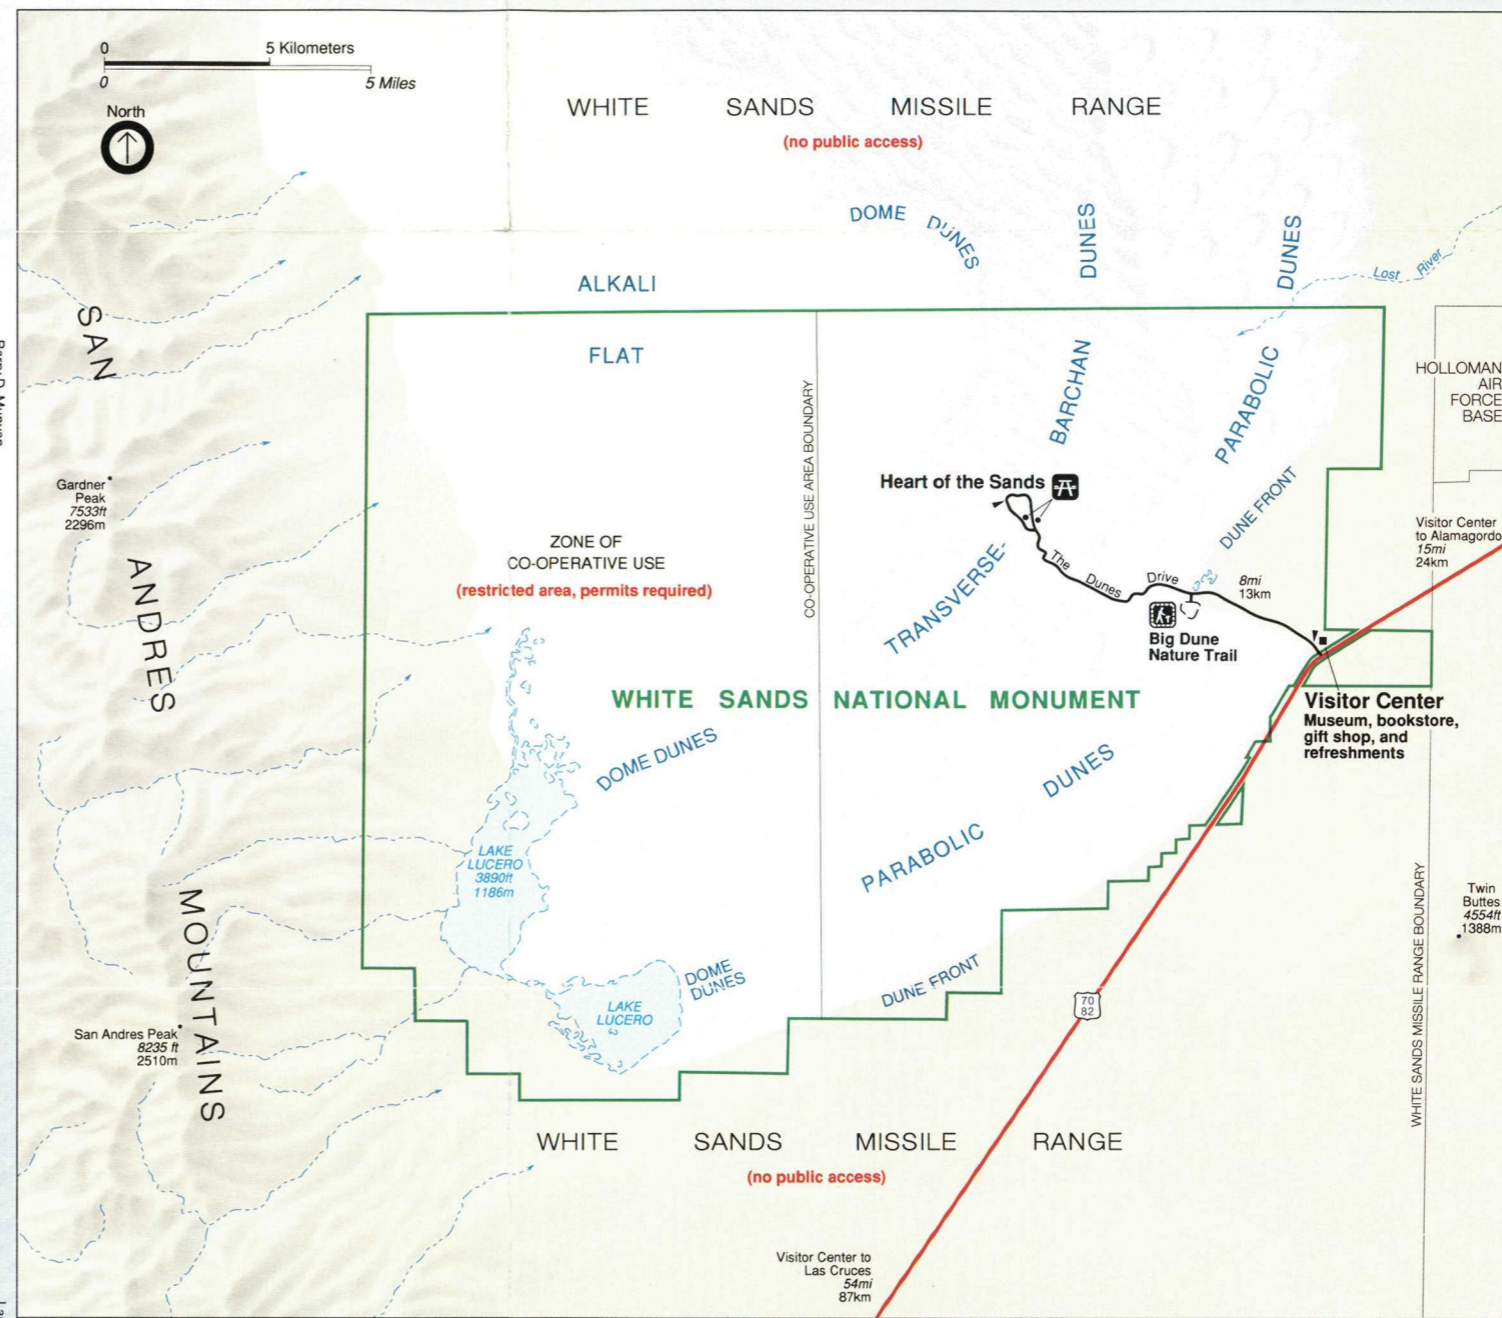 0 5 Kilometers
0 5 Miles
North
WHITE SANDS MISSILE RANGE
(no public access)
DOME DUNES
DUNES
DUNES
Lost River
ALKALI
FLAT
SAN
ANDRES
MOUNTAINS
HOLLOMAN
AIR
FORCE
BASE
BARCHAN
PARABOLIC
CO-OPERATIVE USE AREA BOUNDARY
Gardner
Peak
7533ft
2296m
Heart of the Sands
DUNE FRONT
Visitor Center
to Alamagordo
15mi
24km
ZONE OF
CO-OPERATIVE USE
(restricted area, permits required)
TRANSVERSE-
The Dunes Drive
8mi
13km
Big Dune
Nature Trail
WHITE SANDS NATIONAL MONUMENT
Visitor Center
Museum, bookstore,
gift shop, and
refreshments
DOME DUNES
DUNES
PARABOLIC
LAKE
LUCERO
3890ft
1186m
Twin
Buttes
4554ft
1388m
WHITE SANDS MISSILE RANGE BOUNDARY
DOME
DUNES
DUNE FRONT
LAKE
LUCERO
70
82
San Andres Peak
8235 ft
2510m
WHITE SANDS MISSILE RANGE
(no public access)
Visitor Center to
Las Cruces
54mi
87km